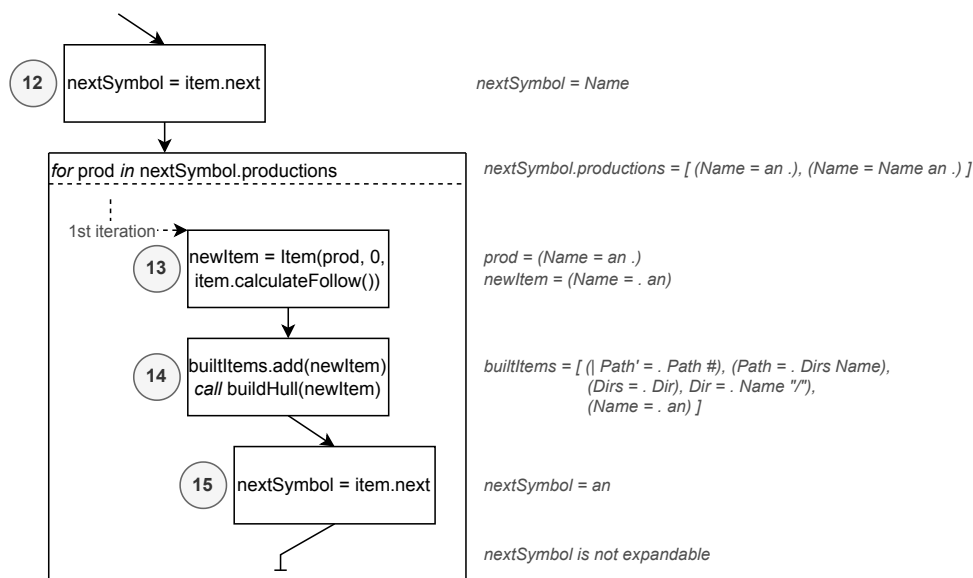 12
nextSymbol = item.next
nextSymbol = Name
for prod in nextSymbol.productions
nextSymbol.productions = [ (Name = an .), (Name = Name an .) ]
1st iteration
13
newItem = Item(prod, 0,
item.calculateFollow())
prod = (Name = an .)
newItem = (Name = . an)
14
builtItems.add(newItem)
call buildHull(newItem)
builtItems = [ (| Path' = . Path #), (Path = . Dirs Name),
(Dirs = . Dir), Dir = . Name "/"),
(Name = . an) ]
15
nextSymbol = item.next
nextSymbol = an
nextSymbol is not expandable